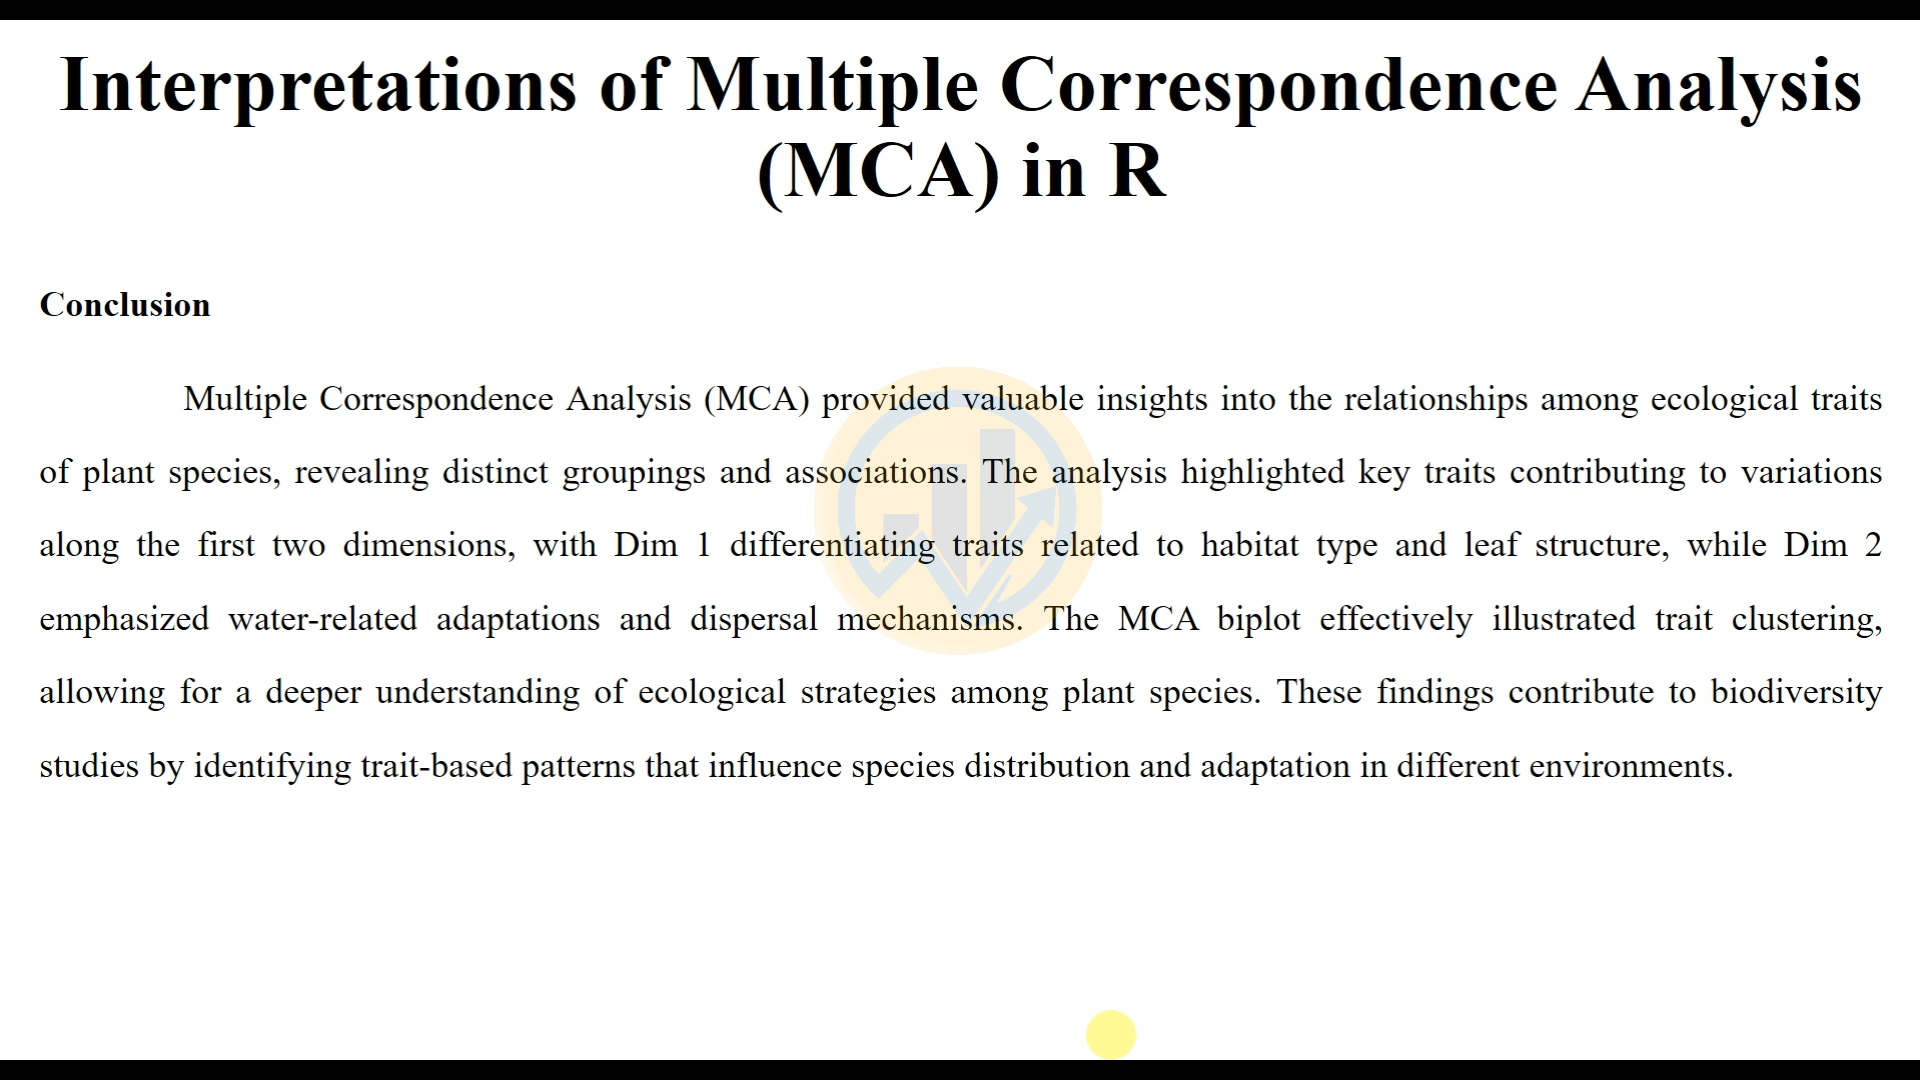 Interpretations of Multiple Correspondence Analysis
(MCA) in R
Conclusion
Multiple Correspondence Analysis (MCA) provided valuable insights into the relationships among ecological traits
of plant species, revealing distinct groupings and associations. The analysis highlighted key traits contributing to variations
along the first two dimensions, with Dim 1 differentiating traits related to habitat type and leaf structure, while Dim 2
emphasized water-related adaptations and dispersal mechanisms. The MCA biplot effectively illustrated trait clustering,
allowing for a deeper understanding of ecological strategies among plant species. These findings contribute to biodiversity
studies by identifying trait-based patterns that influence species distribution and adaptation in different environments.